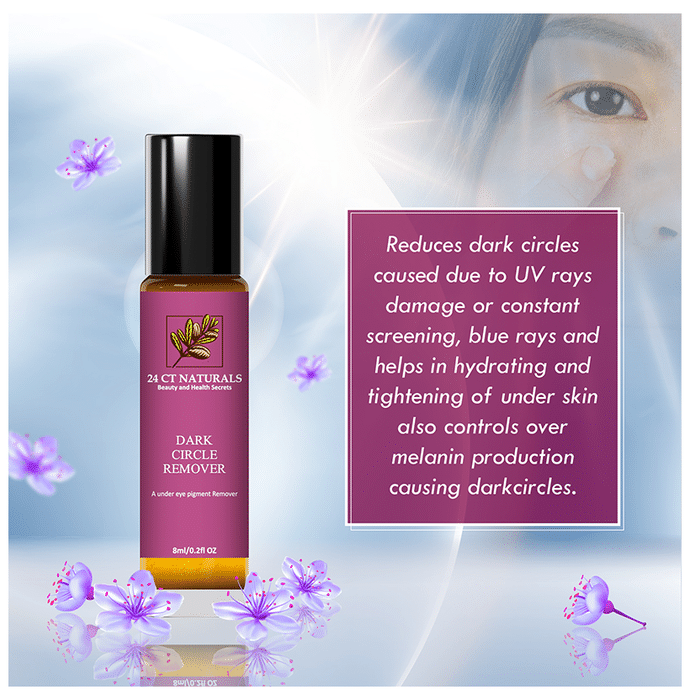 24 CT NATURALS
Beauty and Health Secrets
DARK
CIRCLE
REMOVER
A under eye pigment Remover
8ml/0.2fl OZ
Reduces dark circles
caused due to UV rays
damage or constant
screening, blue rays and
helps in hydrating and
tightening of under skin
also controls over
melanin production
causing darkcircles.